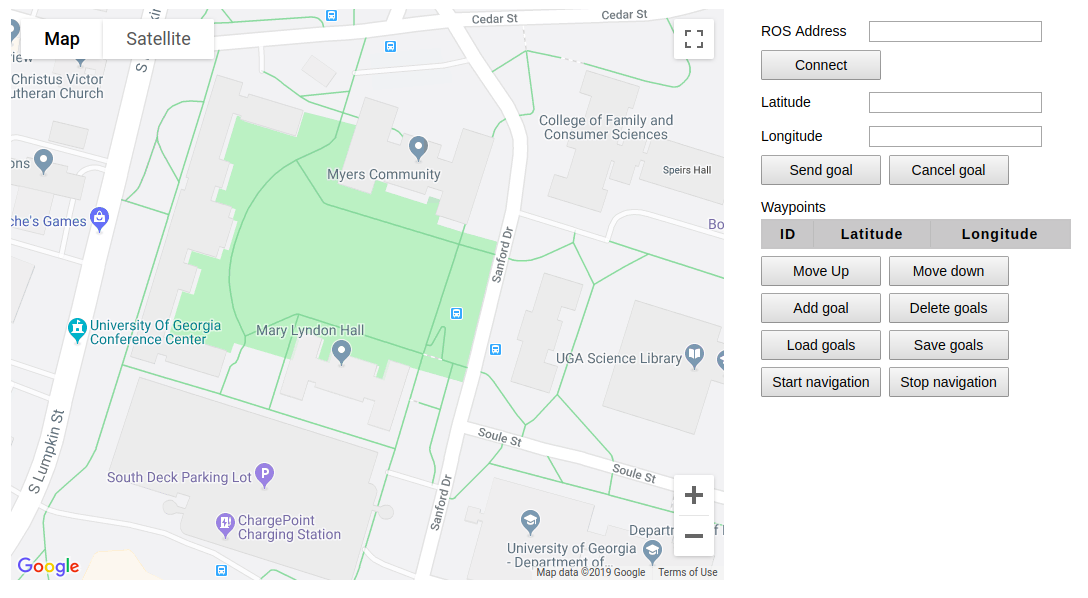 Map
Satellite
Cedar St
Cedar St
Christus Victor
utheran Church
College of Family and
Consumer Sciences
Speirs Hall
Myers Community
ons
che's Games
Bo
Sanford Dr
University Of Georgia
Conference Center
Mary Lyndon Hall
UGA Science Library
S Lumpkin St
Soule St
Soule St
South Deck Parking Lot
P
ChargePoint
Charging Station
Sanford Dr
University of Georgia
- Department of...
Departm
Google
Map data ©2019 Google
Terms of Use
ROS Address
Connect
Latitude
Longitude
Send goal
Cancel goal
Waypoints
ID Latitude Longitude
Move Up
Move down
Add goal
Delete goals
Load goals
Save goals
Start navigation
Stop navigation